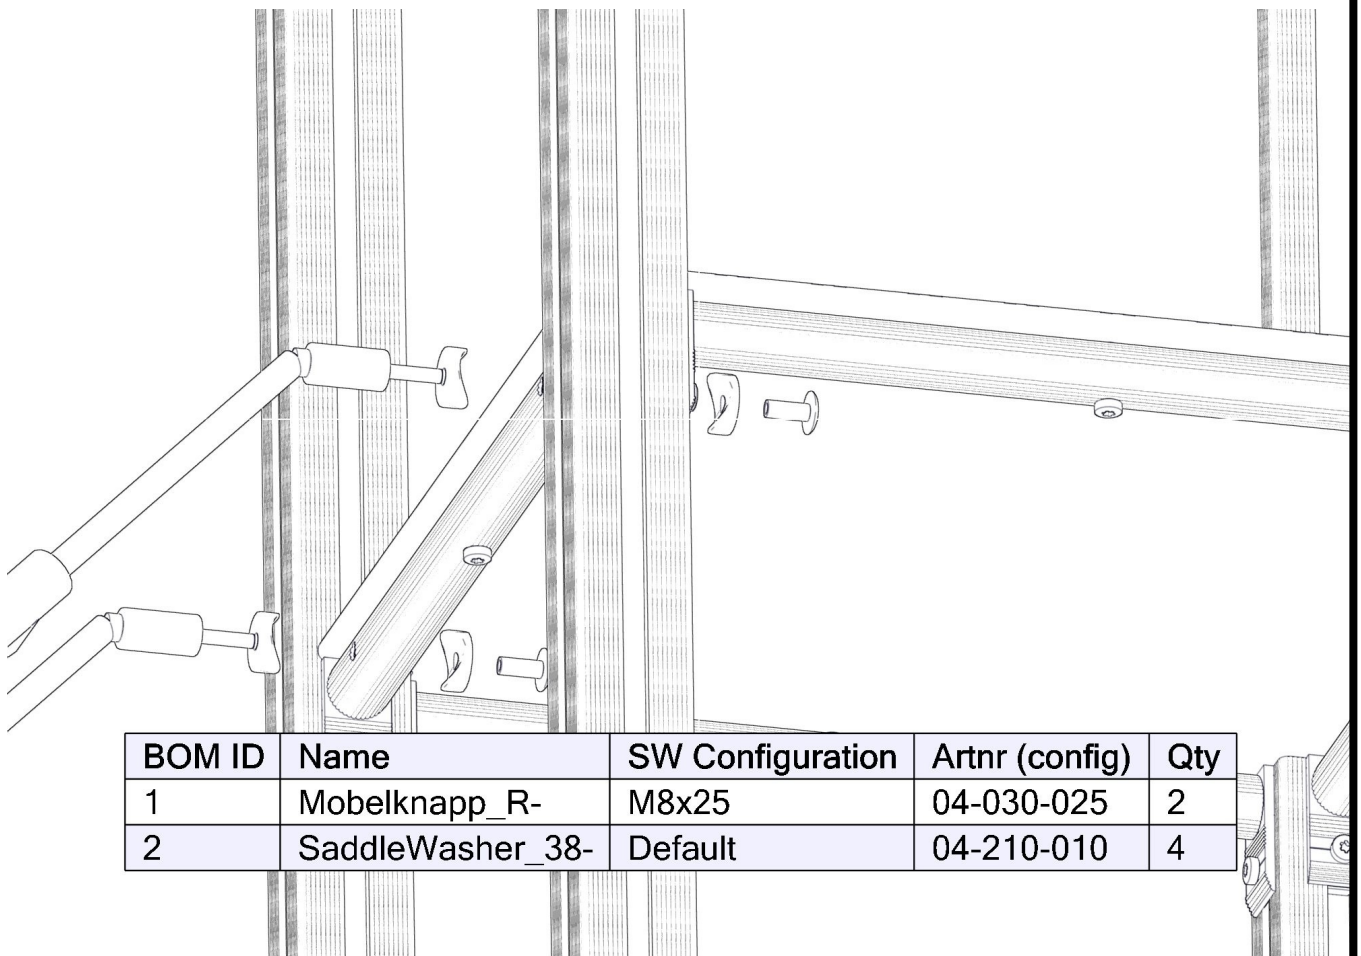 BOM ID Name SW Configuration Artnr (config) Qty
1 Mobelknapp_R- M8x25 04-030-025 2
2 SaddleWasher_38- Default 04-210-010 4